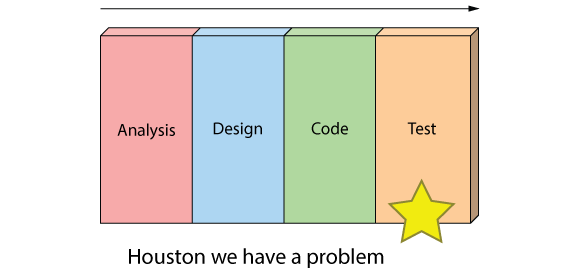 Analysis
Design
Code
Test
Houston we have a problem